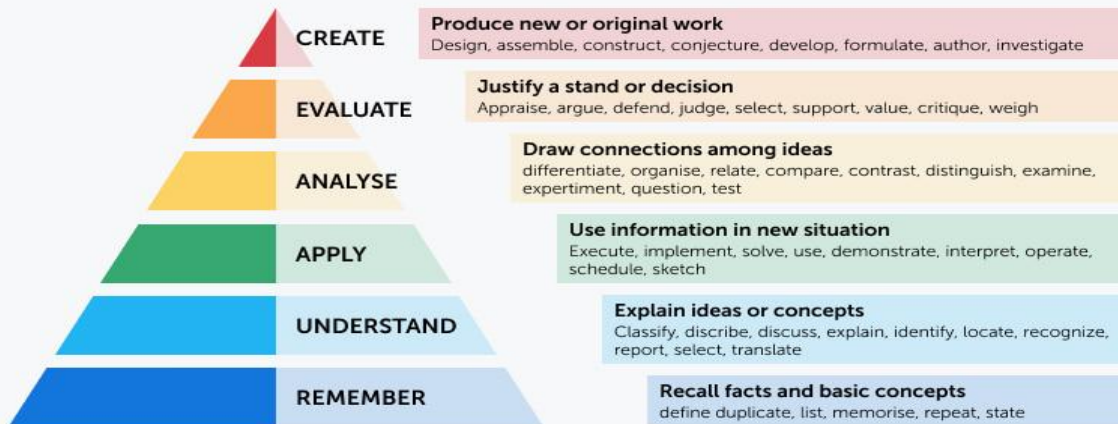 CREATE
Produce new or original work
Design, assemble, construct, conjecture, develop, formulate, author, investigate
EVALUATE
Justify a stand or decision
Appraise, argue, defend, judge, select, support, value, critique, weigh
ANALYSE
Draw connections among ideas
differentiate, organise, relate, compare, contrast, distinguish, examine,
expertiment, question, test
APPLY
Use information in new situation
Execute, implement, solve, use, demonstrate, interpret, operate,
schedule, sketch
UNDERSTAND
Explain ideas or concepts
Classify, discribe, discuss, explain, identify, locate, recognize,
report, select, translate
REMEMBER
Recall facts and basic concepts
define duplicate, list, memorise, repeat, state